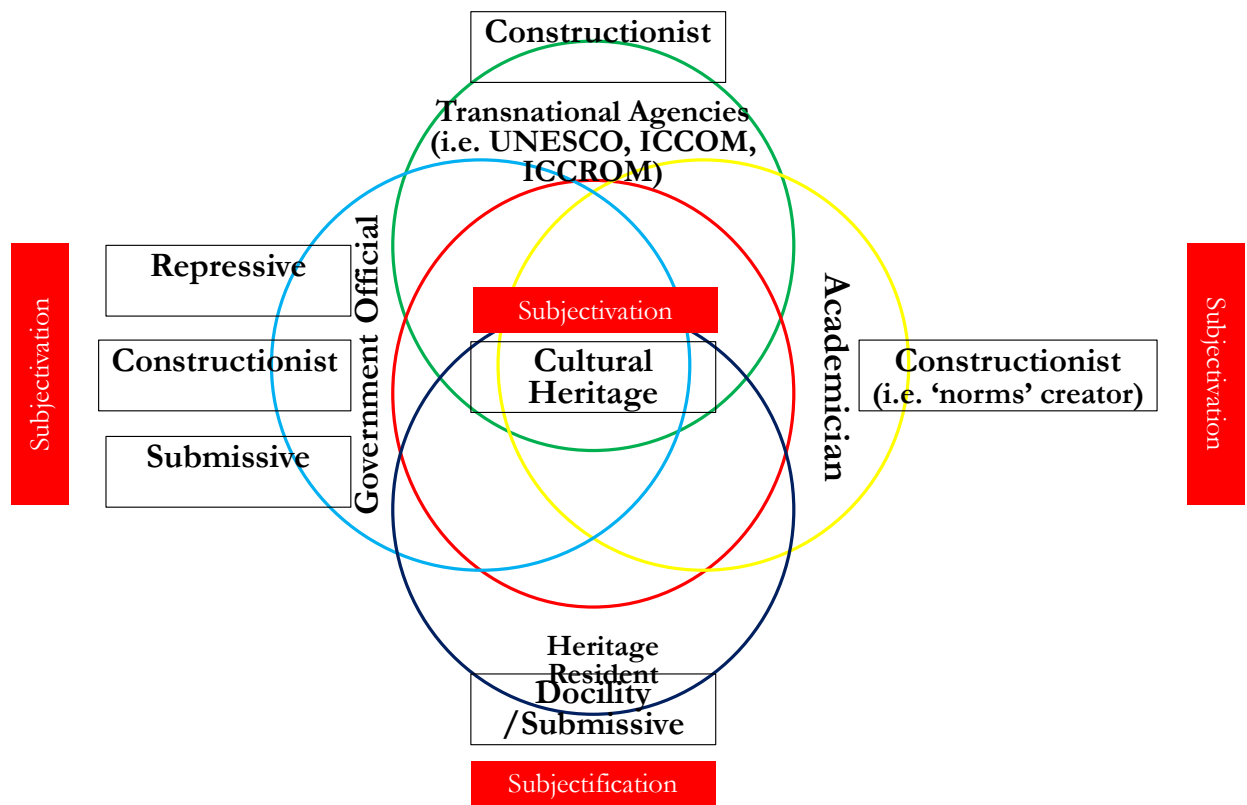 Constructionist
Transnational Agencies
(i.e. UNESCO, ICCOM,
ICCROM)
Subjectivation
Repressive
Constructionist
Submissive
Government Official
Subjectivation
Cultural
Heritage
Academician
Constructionist
(i.e. ‘norms’ creator)
Subjectivation
Heritage
Resident
Docility
/Submissive
Subjectification